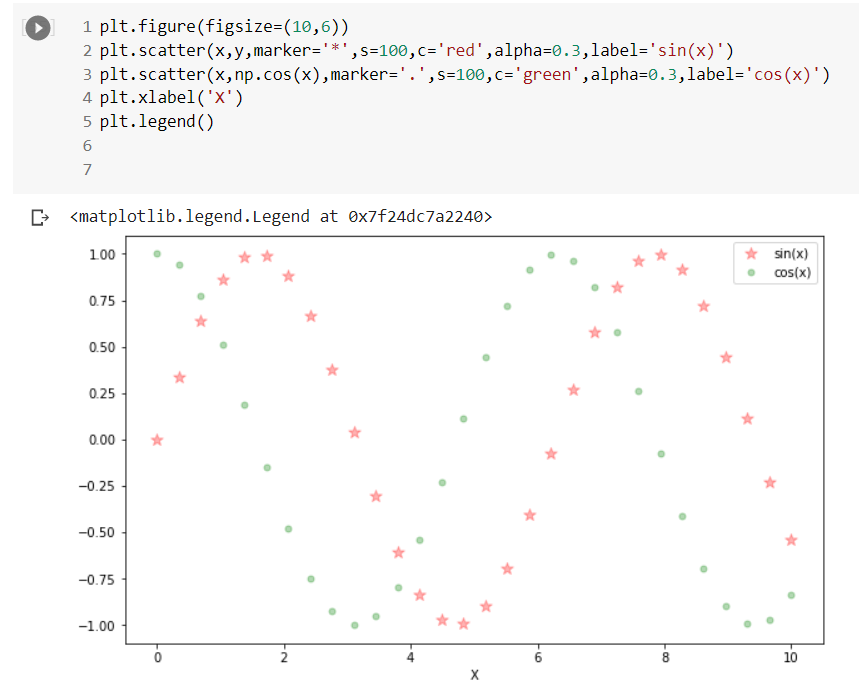 1 plt.figure(figsize=(10,6))
2 plt.scatter(x,y,marker='*',s=100,c='red',alpha=0.3,label='sin(x)')
3 plt.scatter(x,np.cos(x),marker='.',s=100,c='green',alpha=0.3,label='cos(x)')
4 plt.xlabel('X')
5 plt.legend()
6
7
<matplotlib.legend.Legend at 0x7f24dc7a2240>
sin(x)
cos(x)
1.00
0.75
0.50
0.25
0.00
−0.25
−0.50
−0.75
−1.00
0 2 4 6 8 10
X